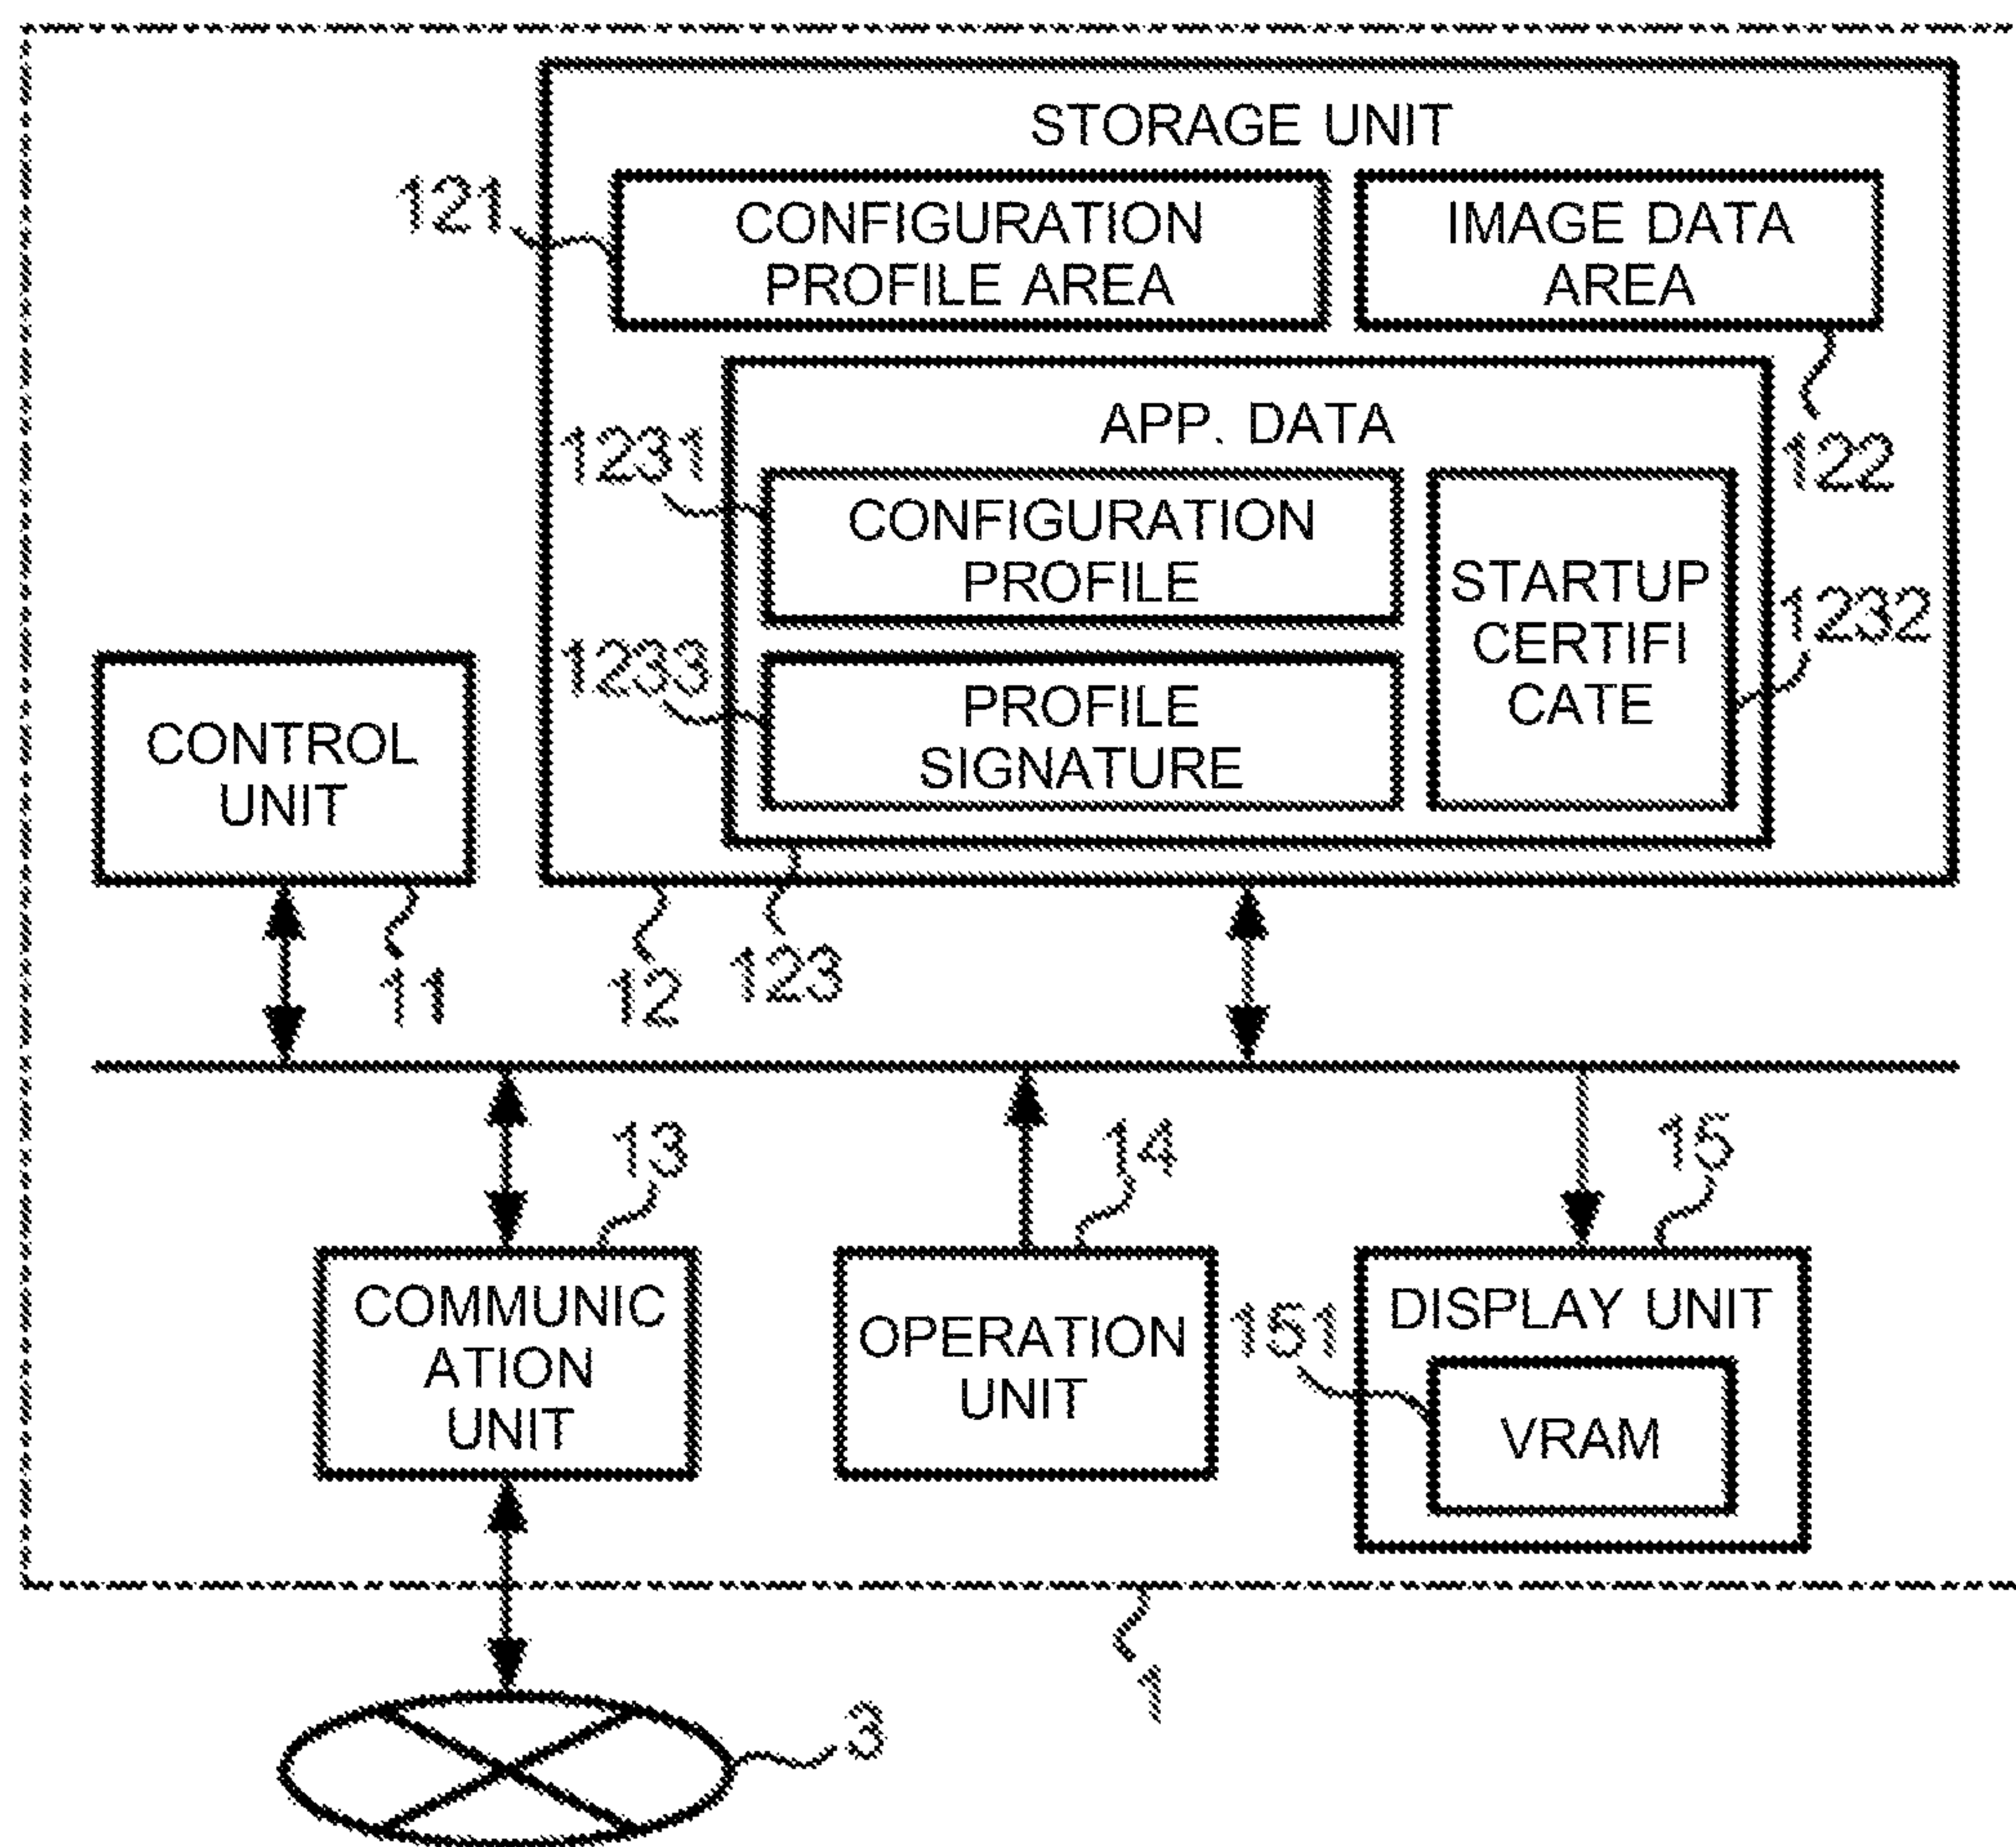 STORAGE UNIT
121
CONFIGURATION
PROFILE AREA
IMAGE DATA
AREA
122
APP. DATA
1231
CONFIGURATION
PROFILE
1233
PROFILE
SIGNATURE
STARTUP
CERTIFI
CATE
1232
CONTROL
UNIT
11
12
123
13
14
15
COMMUNIC
ATION
UNIT
OPERATION
UNIT
DISPLAY UNIT
151
VRAM
1
3